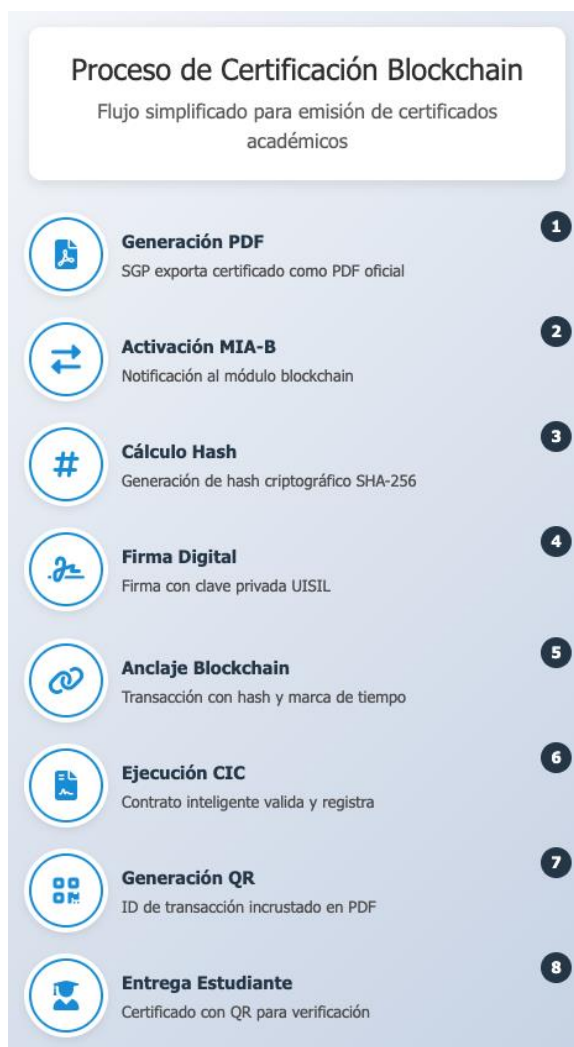 Proceso de Certificación Blockchain
Flujo simplificado para emisión de certificados
académicos
1
Generación PDF
SGP exporta certificado como PDF oficial
2
Activación MIA-B
Notificación al módulo blockchain
3
Cálculo Hash
Generación de hash criptográfico SHA-256
4
Firma Digital
Firma con clave privada UISIL
5
Anclaje Blockchain
Transacción con hash y marca de tiempo
6
Ejecución CIC
Contrato inteligente valida y registra
7
Generación QR
ID de transacción incrustado en PDF
8
Entrega Estudiante
Certificado con QR para verificación